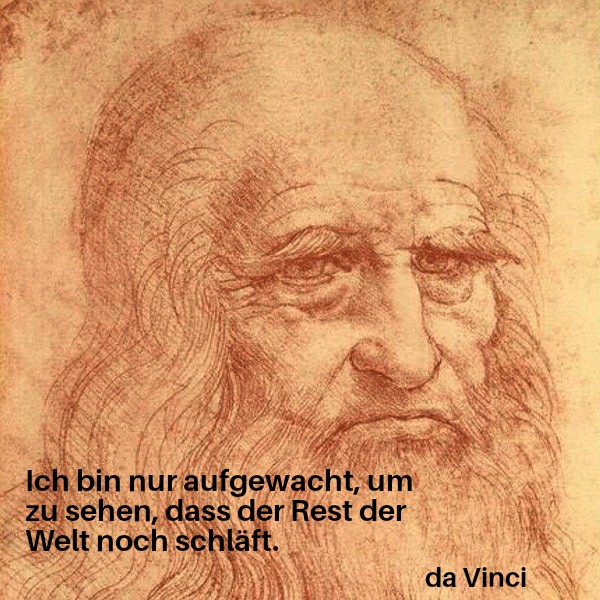 Ich bin nur aufgewacht, um
zu sehen, dass der Rest der
Welt noch schläft.
da Vinci